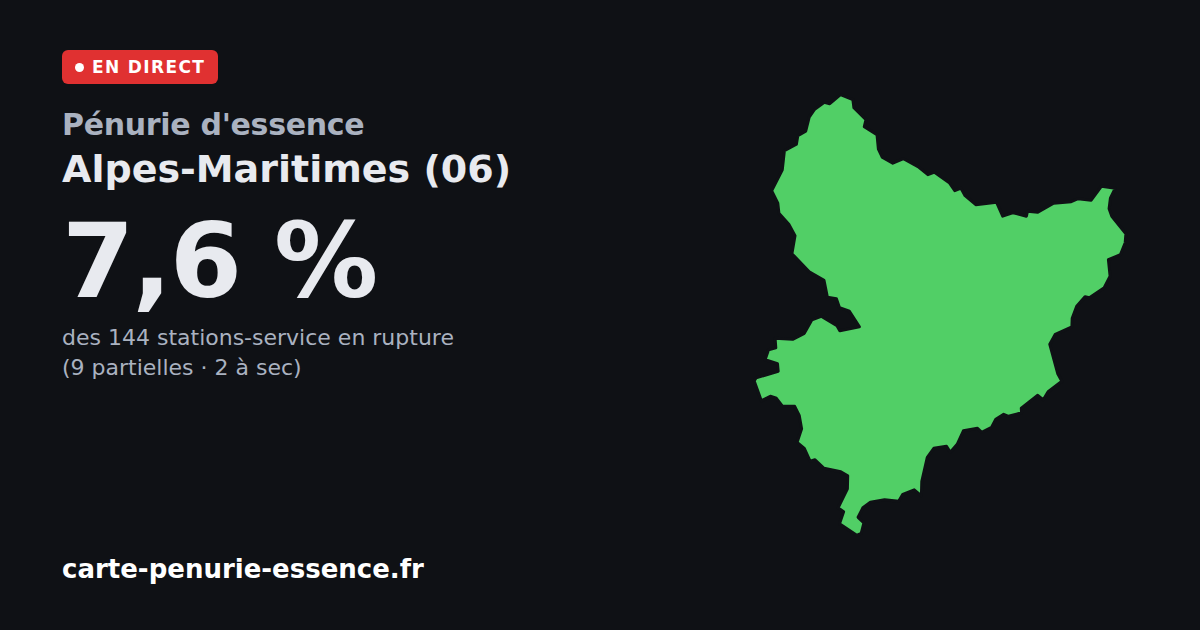 EN DIRECT
Pénurie d'essence
Alpes-Maritimes (06)
7,6 %
des 144 stations-service en rupture
(9 partielles · 2 à sec)
carte-penurie-essence.fr